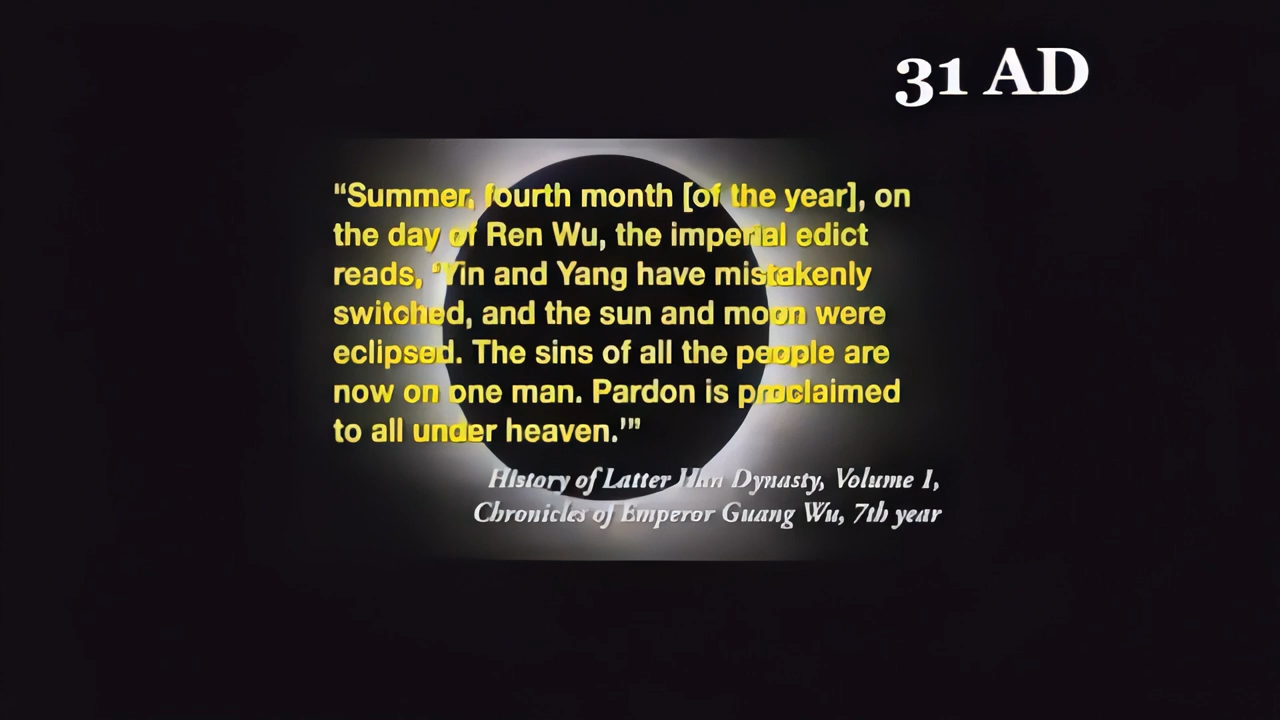 31 AD
“Summer, fourth month [of the year], on
the day of Ren Wu, the imperial edict
reads, ‘Yin and Yang have mistakenly
switched, and the sun and moon were
eclipsed. The sins of all the people are
now on one man. Pardon is proclaimed
to all under heaven.’”
History of Latter Han Dynasty, Volume 1,
Chronicles of Emperor Guang Wu, 7th year